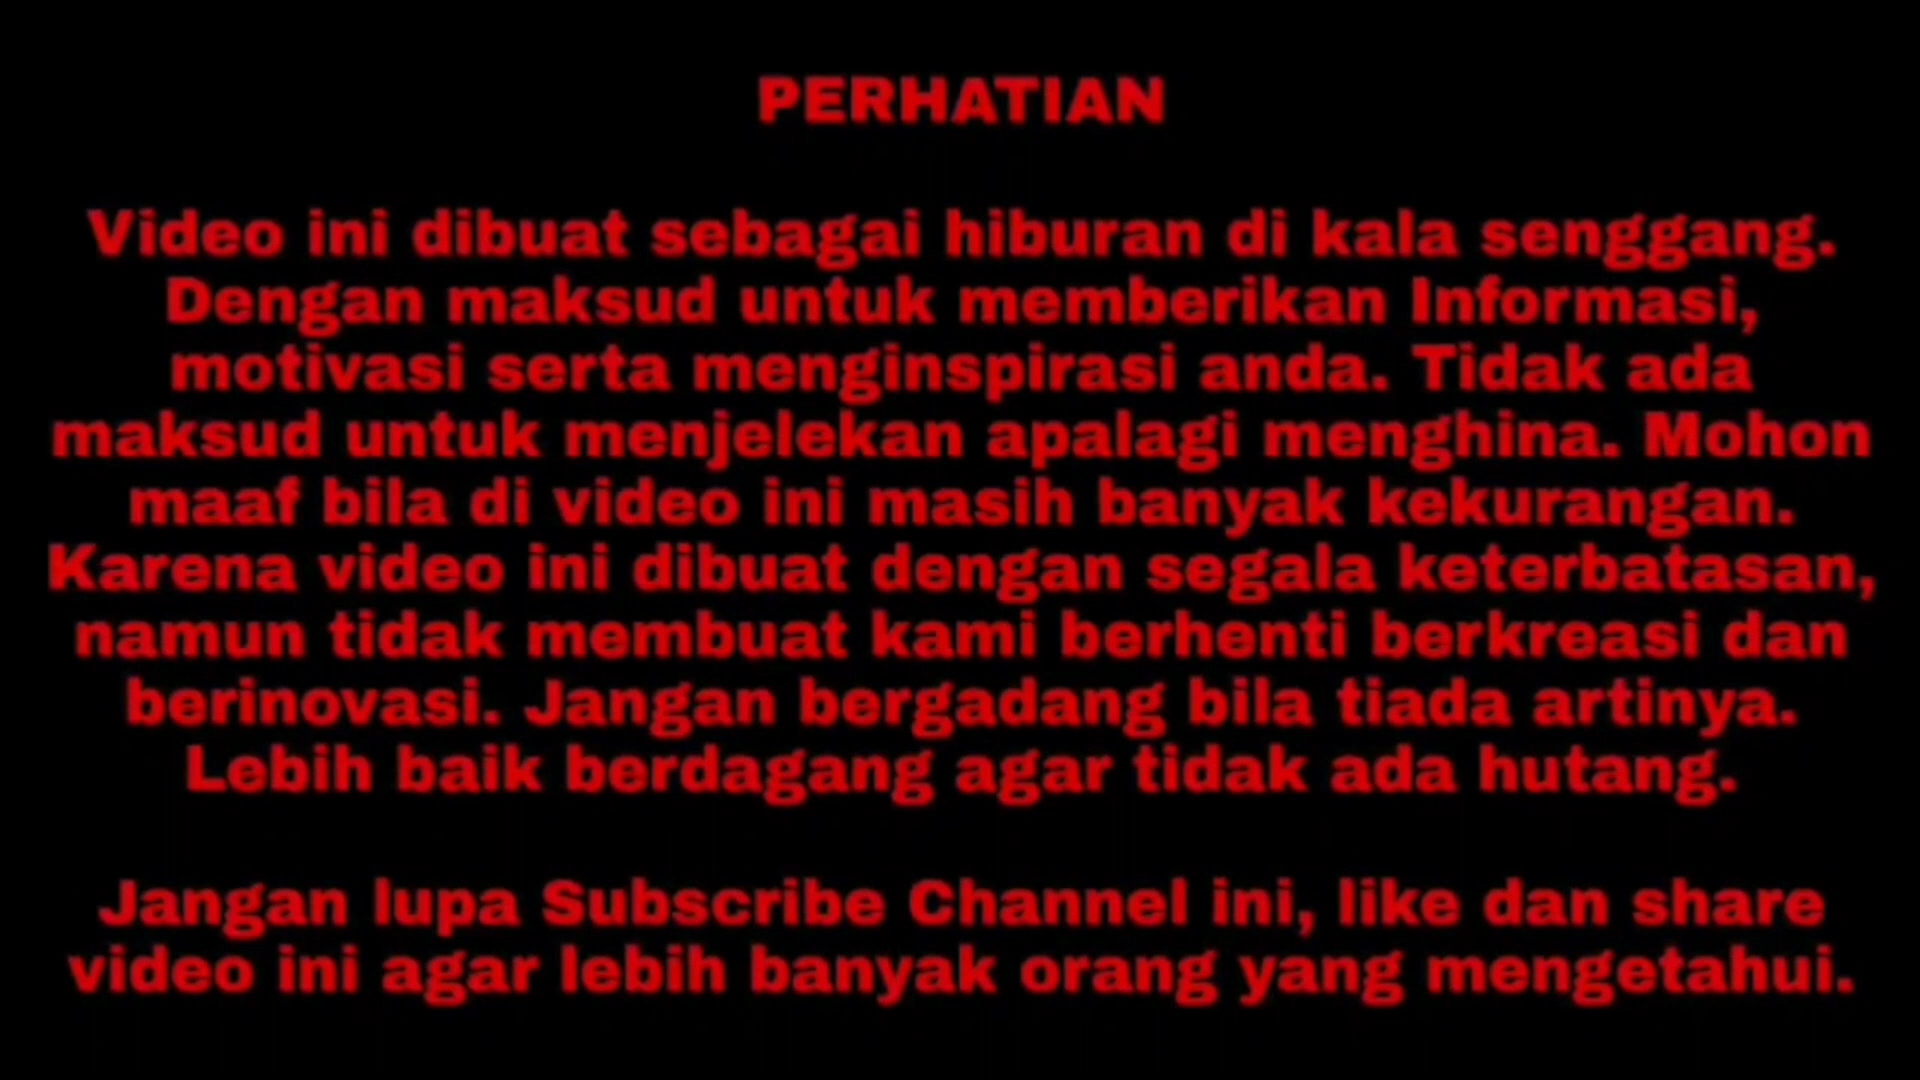 PERHATIAN
Video ini dibuat sebagai hiburan di kala senggang.
Dengan maksud untuk memberikan Informasi,
motivasi serta menginspirasi anda. Tidak ada
maksud untuk menjelekan apalagi menghina. Mohon
maaf bila di video ini masih banyak kekurangan.
Karena video ini dibuat dengan segala keterbatasan,
namun tidak membuat kami berhenti berkreasi dan
berinovasi. Jangan bergadang bila tiada artinya.
Lebih baik berdagang agar tidak ada hutang.
Jangan lupa Subscribe Channel ini, like dan share
video ini agar lebih banyak orang yang mengetahui.